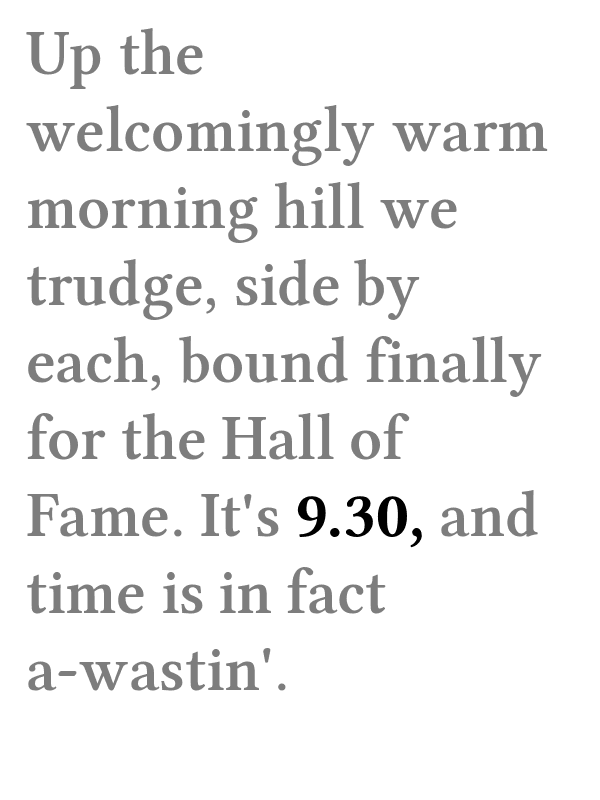 Up the
welcomingly warm
morning hill we
trudge, side by
each, bound finally
for the Hall of
Fame. It's 9.30, and
time is in fact
a-wastin'.